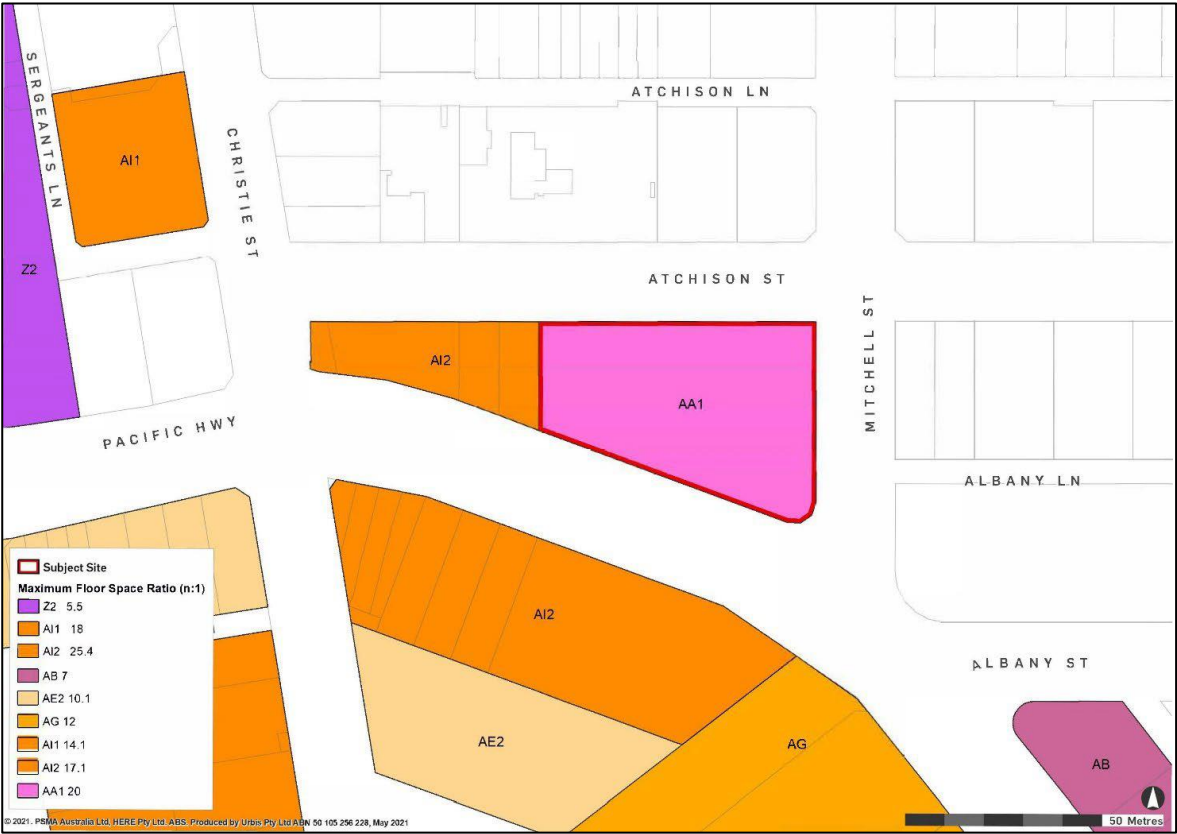 ATCHISON LN
SERGEANTS LN
AI1
CHRISTIE ST
Z2
ATCHISON ST
MITCHELL ST
AI2
AA1
PACIFIC HWY
ALBANY LN
AI2
ALBANY ST
AE2
AG
AB
Subject Site
Maximum Floor Space Ratio (n:1)
Z2 5.5
AI1 18
AI2 25.4
AB 7
AE2 10.1
AG 12
AI1 14.1
AI2 17.1
AA1 20
50 Metres
© 2021. PSMA Australia Ltd, HERE Pty Ltd. ABS. Produced by Urbis Pty Ltd ABN 50 105 256 228, May 2021